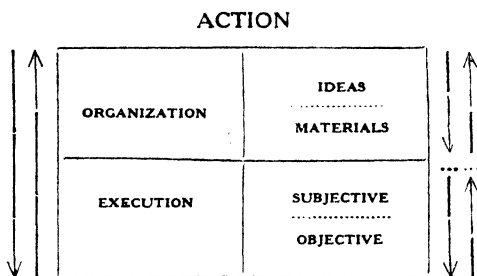 ACTION
IDEAS
ORGANIZATION
MATERIALS
EXECUTION
SUBJECTIVE
OBJECTIVE